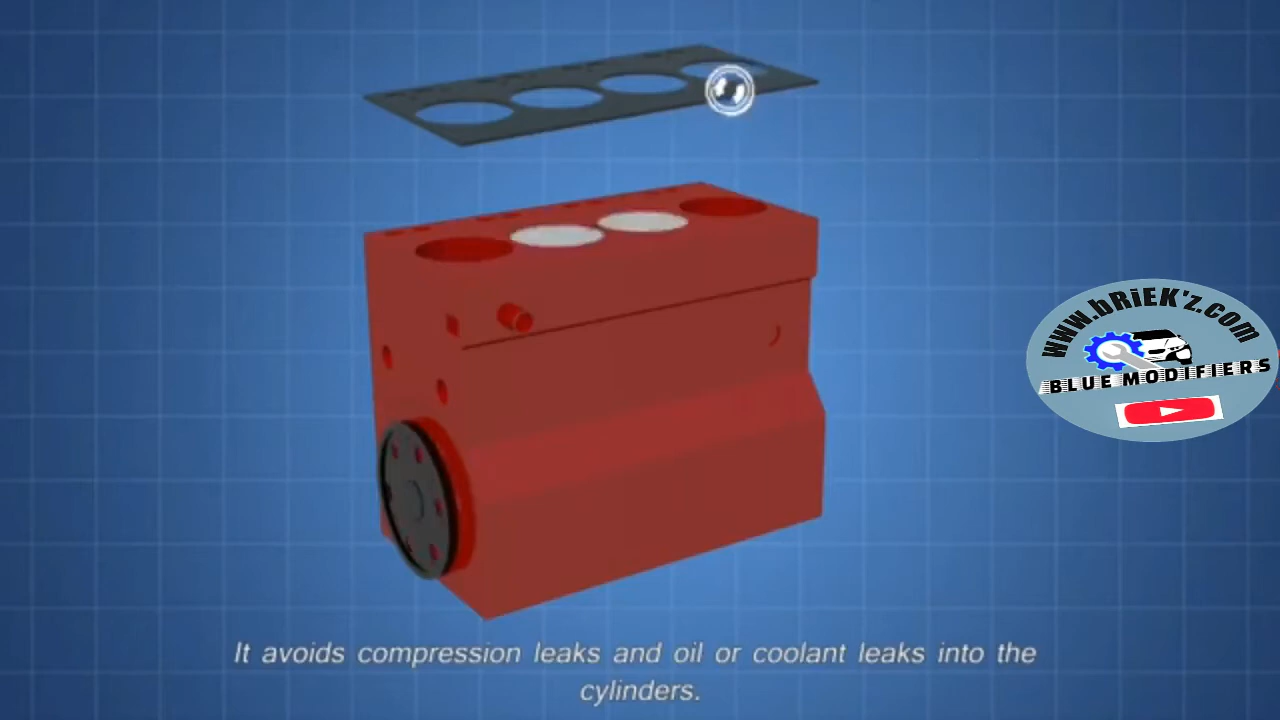 www.bRiEK'z.com
BLUE MODIFIERS
It avoids compression leaks and oil or coolant leaks into the
cylinders.